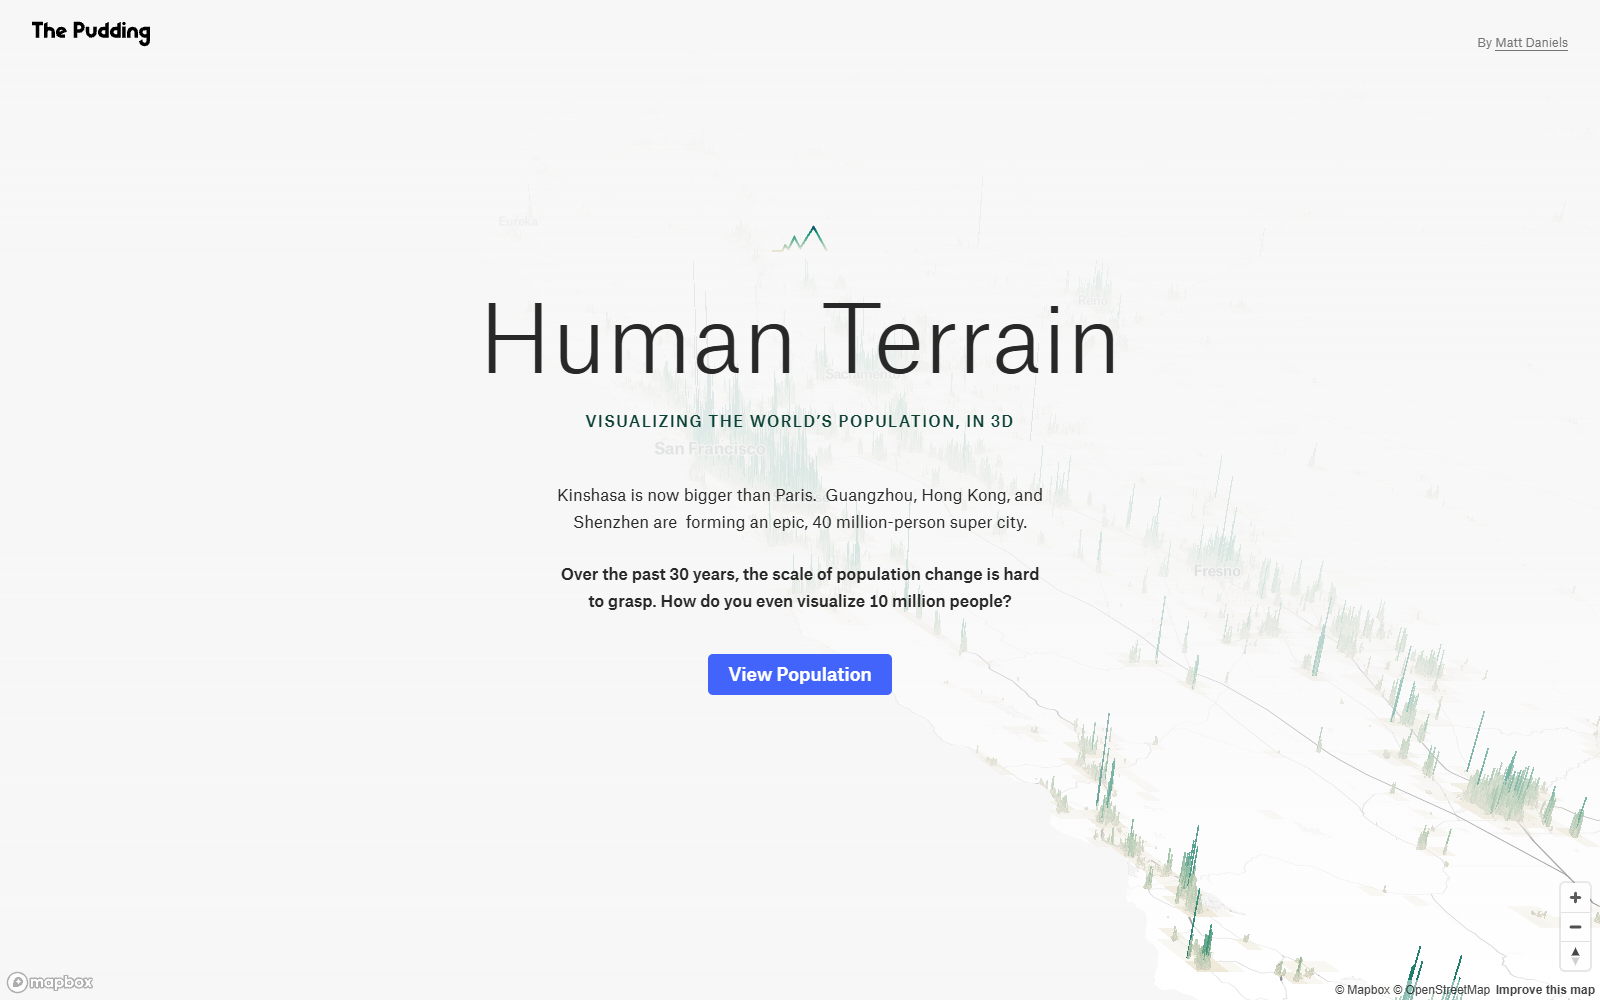 The Pudding
By Matt Daniels
Eureka
Reno
Human Terrain
Sacramento
VISUALIZING THE WORLD’S POPULATION, IN 3D
San Francisco
Kinshasa is now bigger than Paris.  Guangzhou, Hong Kong, and
Shenzhen are  forming an epic, 40 million-person super city.
Fresno
Over the past 30 years, the scale of population change is hard
to grasp. How do you even visualize 10 million people?
View Population
mapbox
© Mapbox © OpenStreetMap Improve this map